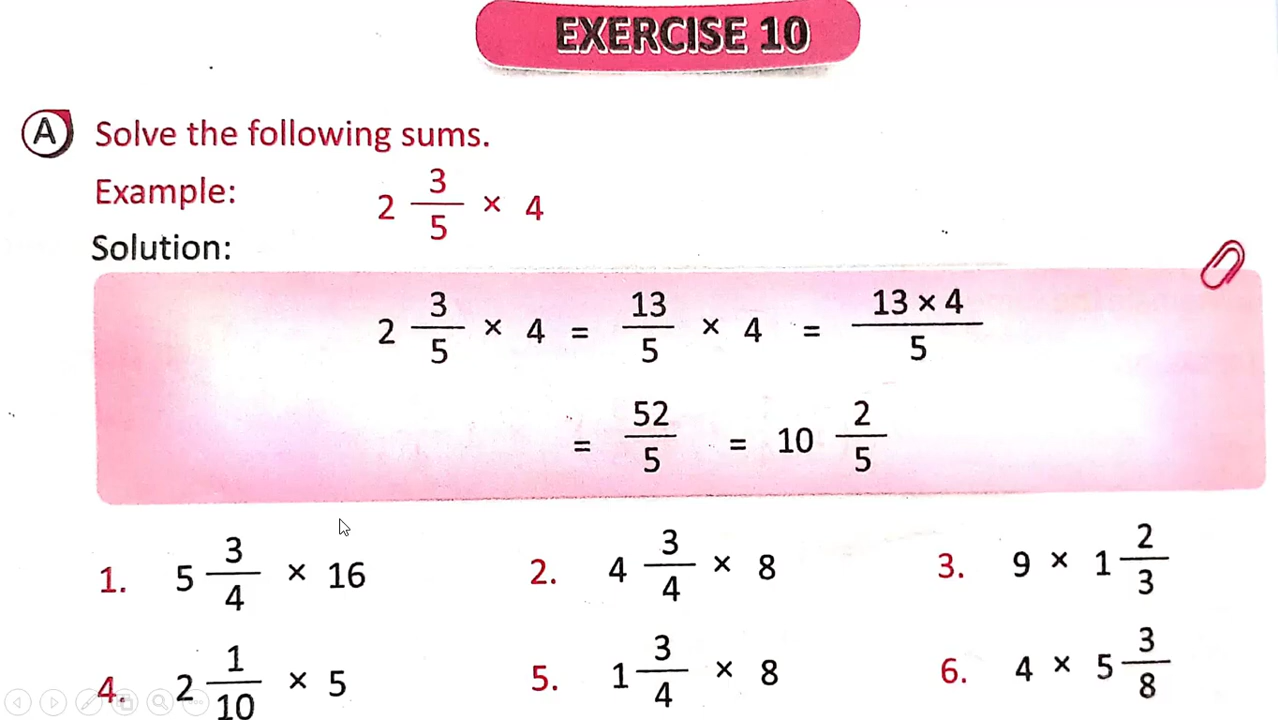 EXERCISE 10
A Solve the following sums.
Example: 2 3/5 × 4
Solution:
2 3/5 × 4 = 13/5 × 4 = 13 × 4/5
= 52/5 = 10 2/5
1. 5 3/4 × 16 2. 4 3/4 × 8 3. 9 × 1 2/3
4. 2 1/10 × 5 5. 1 3/4 × 8 6. 4 × 5 3/8